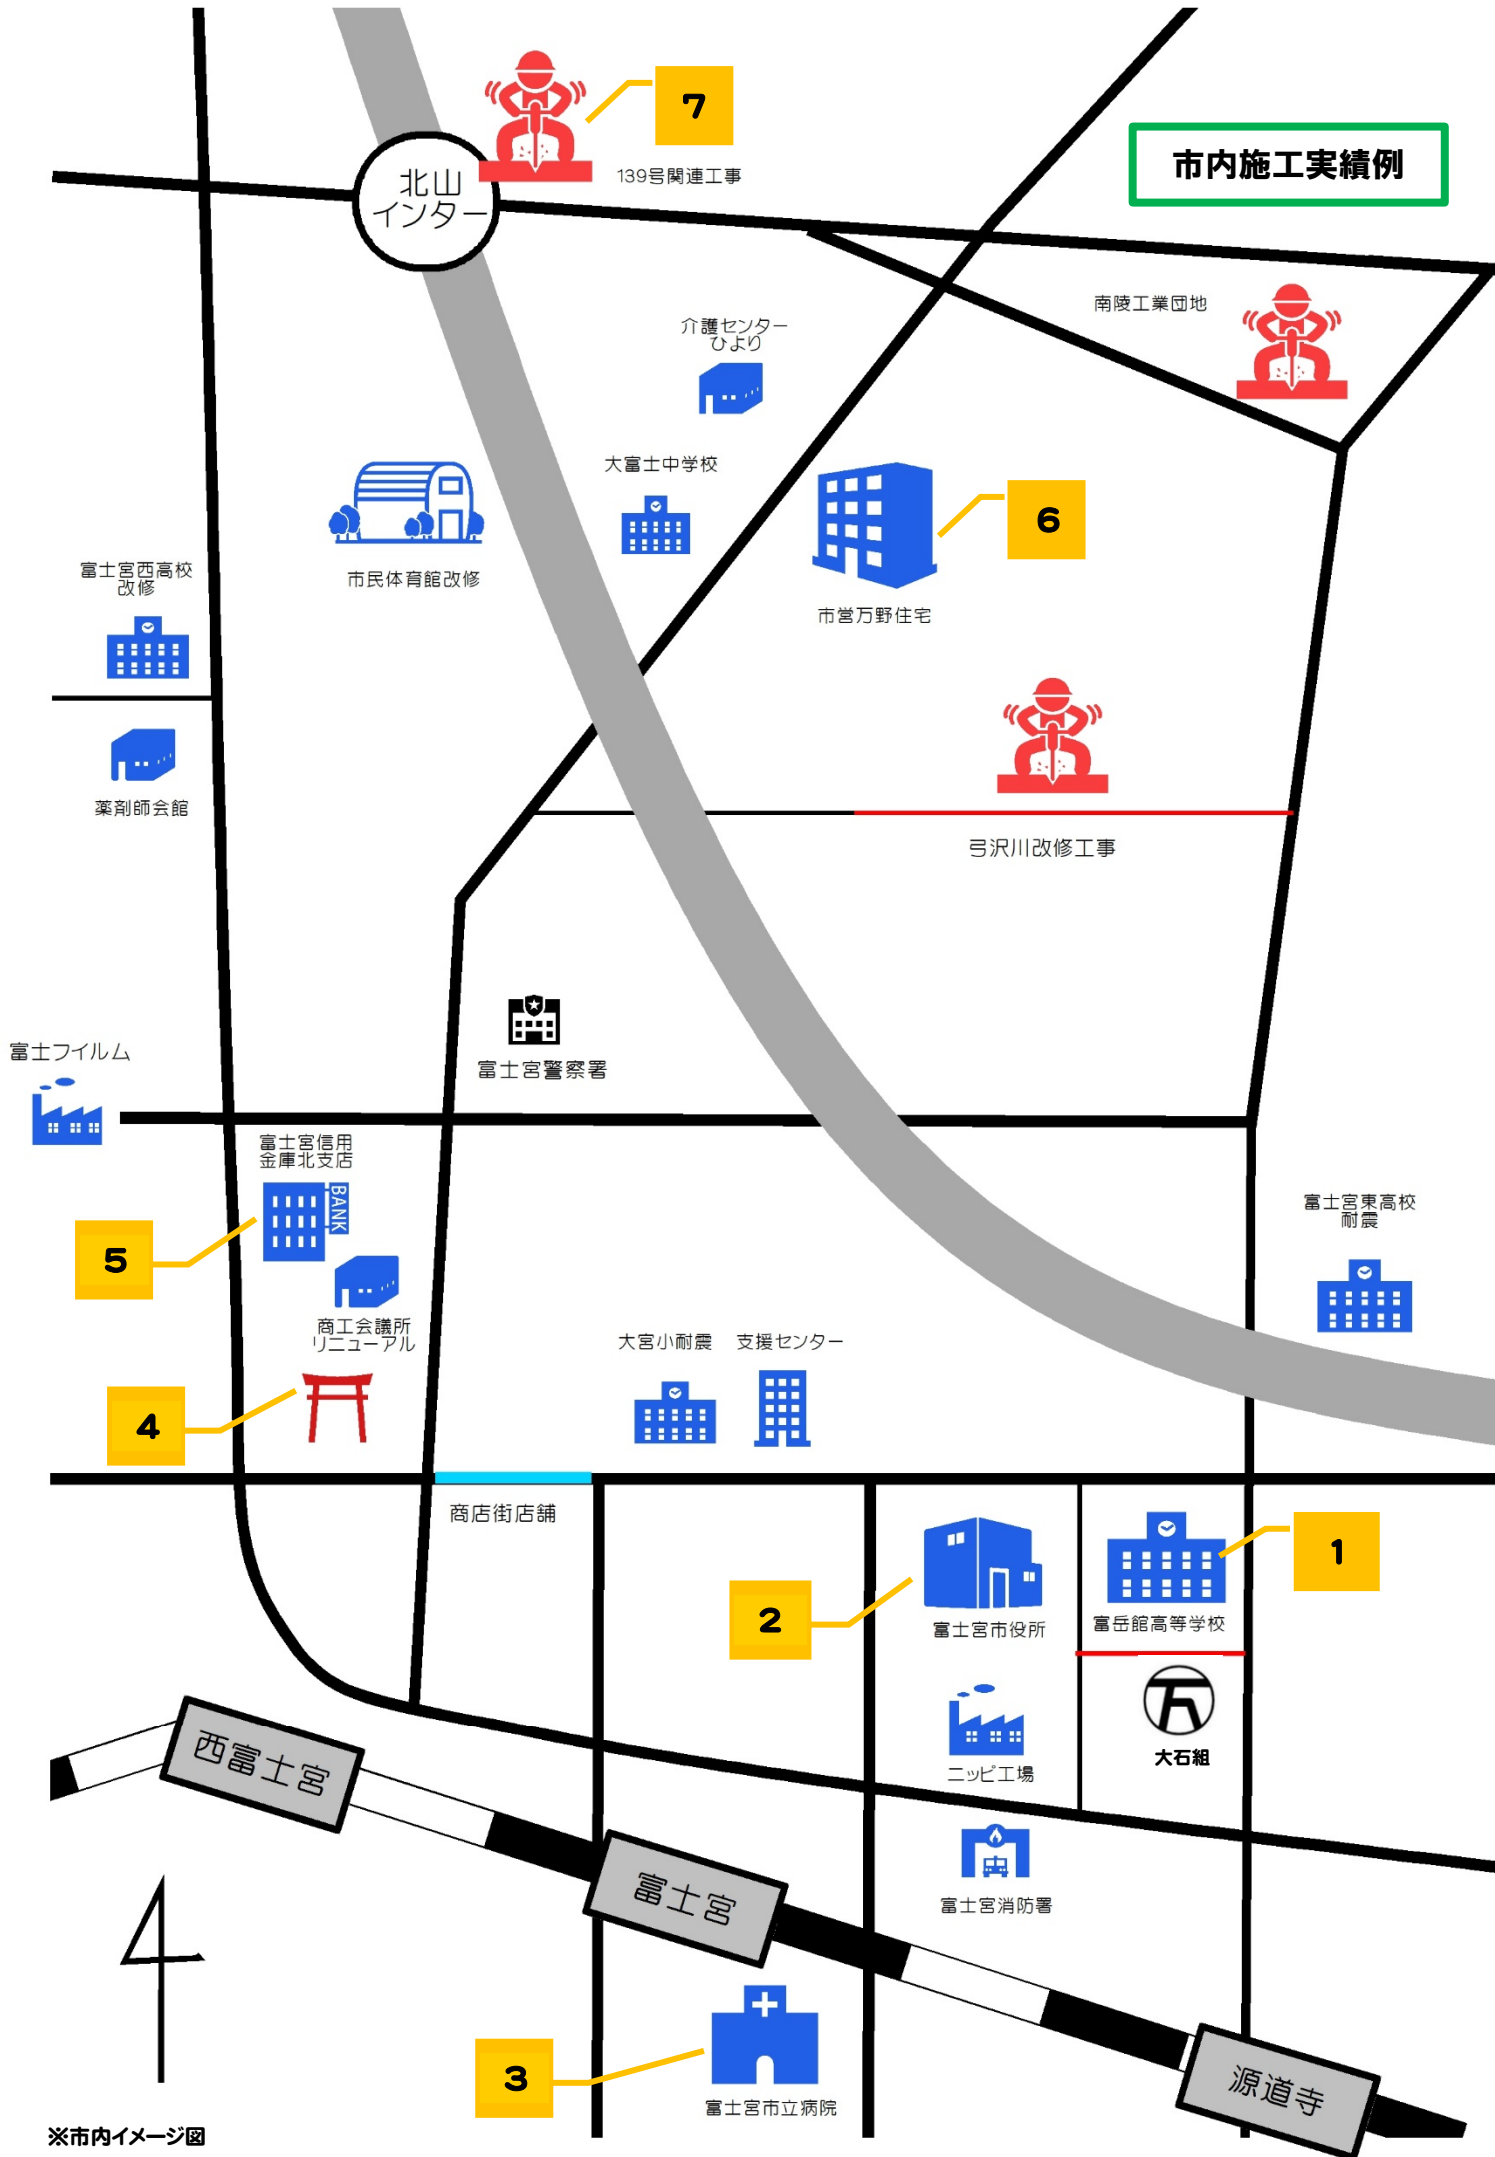 7
139号関連工事
市内施工実績例
北山
インター
南陵工業団地
介護センター
ひより
大富士中学校
6
市民体育館改修
富士宮西高校
改修
市営万野住宅
薬剤師会館
弓沢川改修工事
富士フイルム
富士宮警察署
富士宮信用
金庫北支店
BANK
5
富士宮東高校
耐震
商工会議所
リニューアル
大宮小耐震
支援センター
4
商店街店舗
1
2
富士宮市役所
富岳館高等学校
大石組
ニッピ工場
西富士宮
富士宮
富士宮消防署
3
富士宮市立病院
源道寺
※市内イメージ図